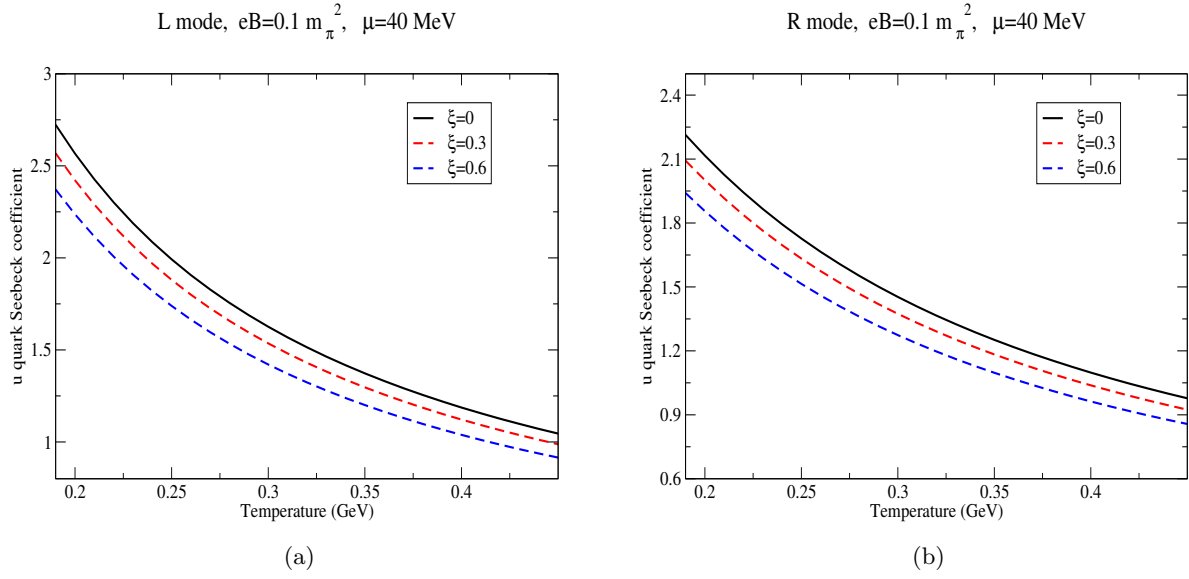 L mode, eB=0.1 m_π^2, μ=40 MeV
3
2.5
2
1.5
1
0.2 0.25 0.3 0.35 0.4
u quark Seebeck coefficient
Temperature (GeV)
ξ=0
ξ=0.3
ξ=0.6
(a)
R mode, eB=0.1 m_π^2, μ=40 MeV
2.4
2.1
1.8
1.5
1.2
0.9
0.6
0.2 0.25 0.3 0.35 0.4
u quark Seebeck coefficient
Temperature (GeV)
ξ=0
ξ=0.3
ξ=0.6
(b)